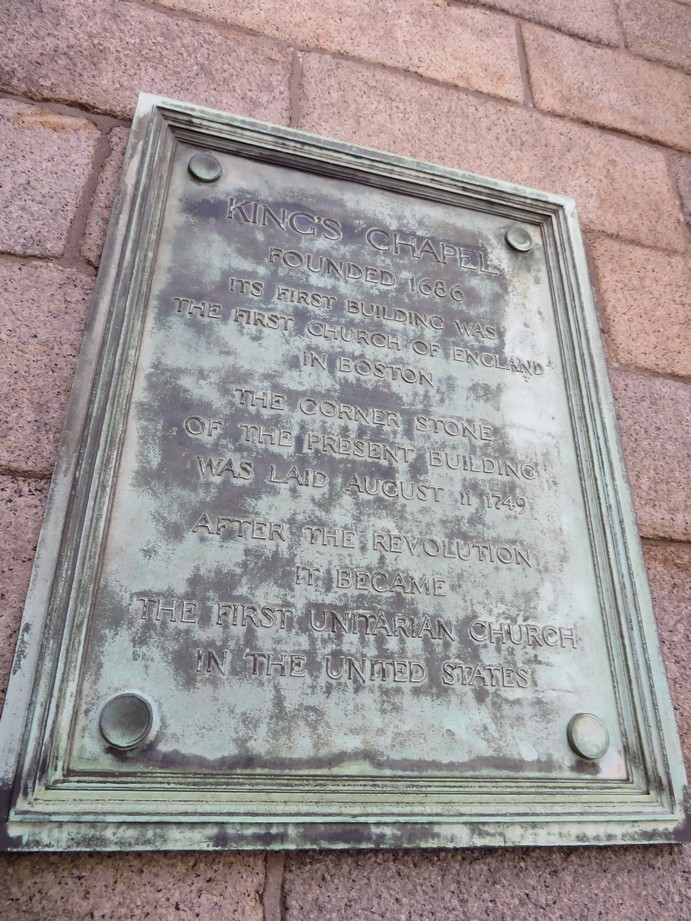 KING'S CHAPEL
FOUNDED 1686
ITS FIRST BUILDING WAS
THE FIRST CHURCH OF ENGLAND
IN BOSTON
THE CORNER STONE
OF THE PRESENT BUILDING
WAS LAID AUGUST 11 1749
AFTER THE REVOLUTION
IT BECAME
THE FIRST UNITARIAN CHURCH
IN THE UNITED STATES